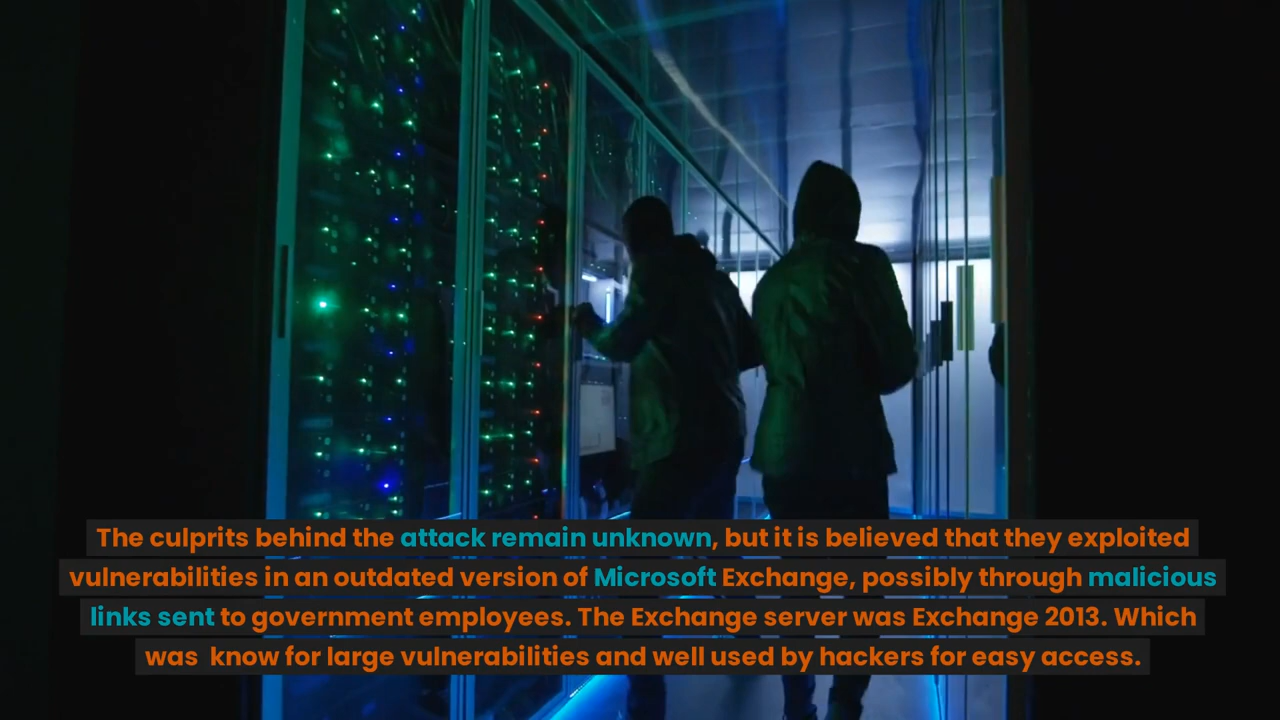 The culprits behind the attack remain unknown, but it is believed that they exploited
vulnerabilities in an outdated version of Microsoft Exchange, possibly through malicious
links sent to government employees. The Exchange server was Exchange 2013. Which
was  know for large vulnerabilities and well used by hackers for easy access.